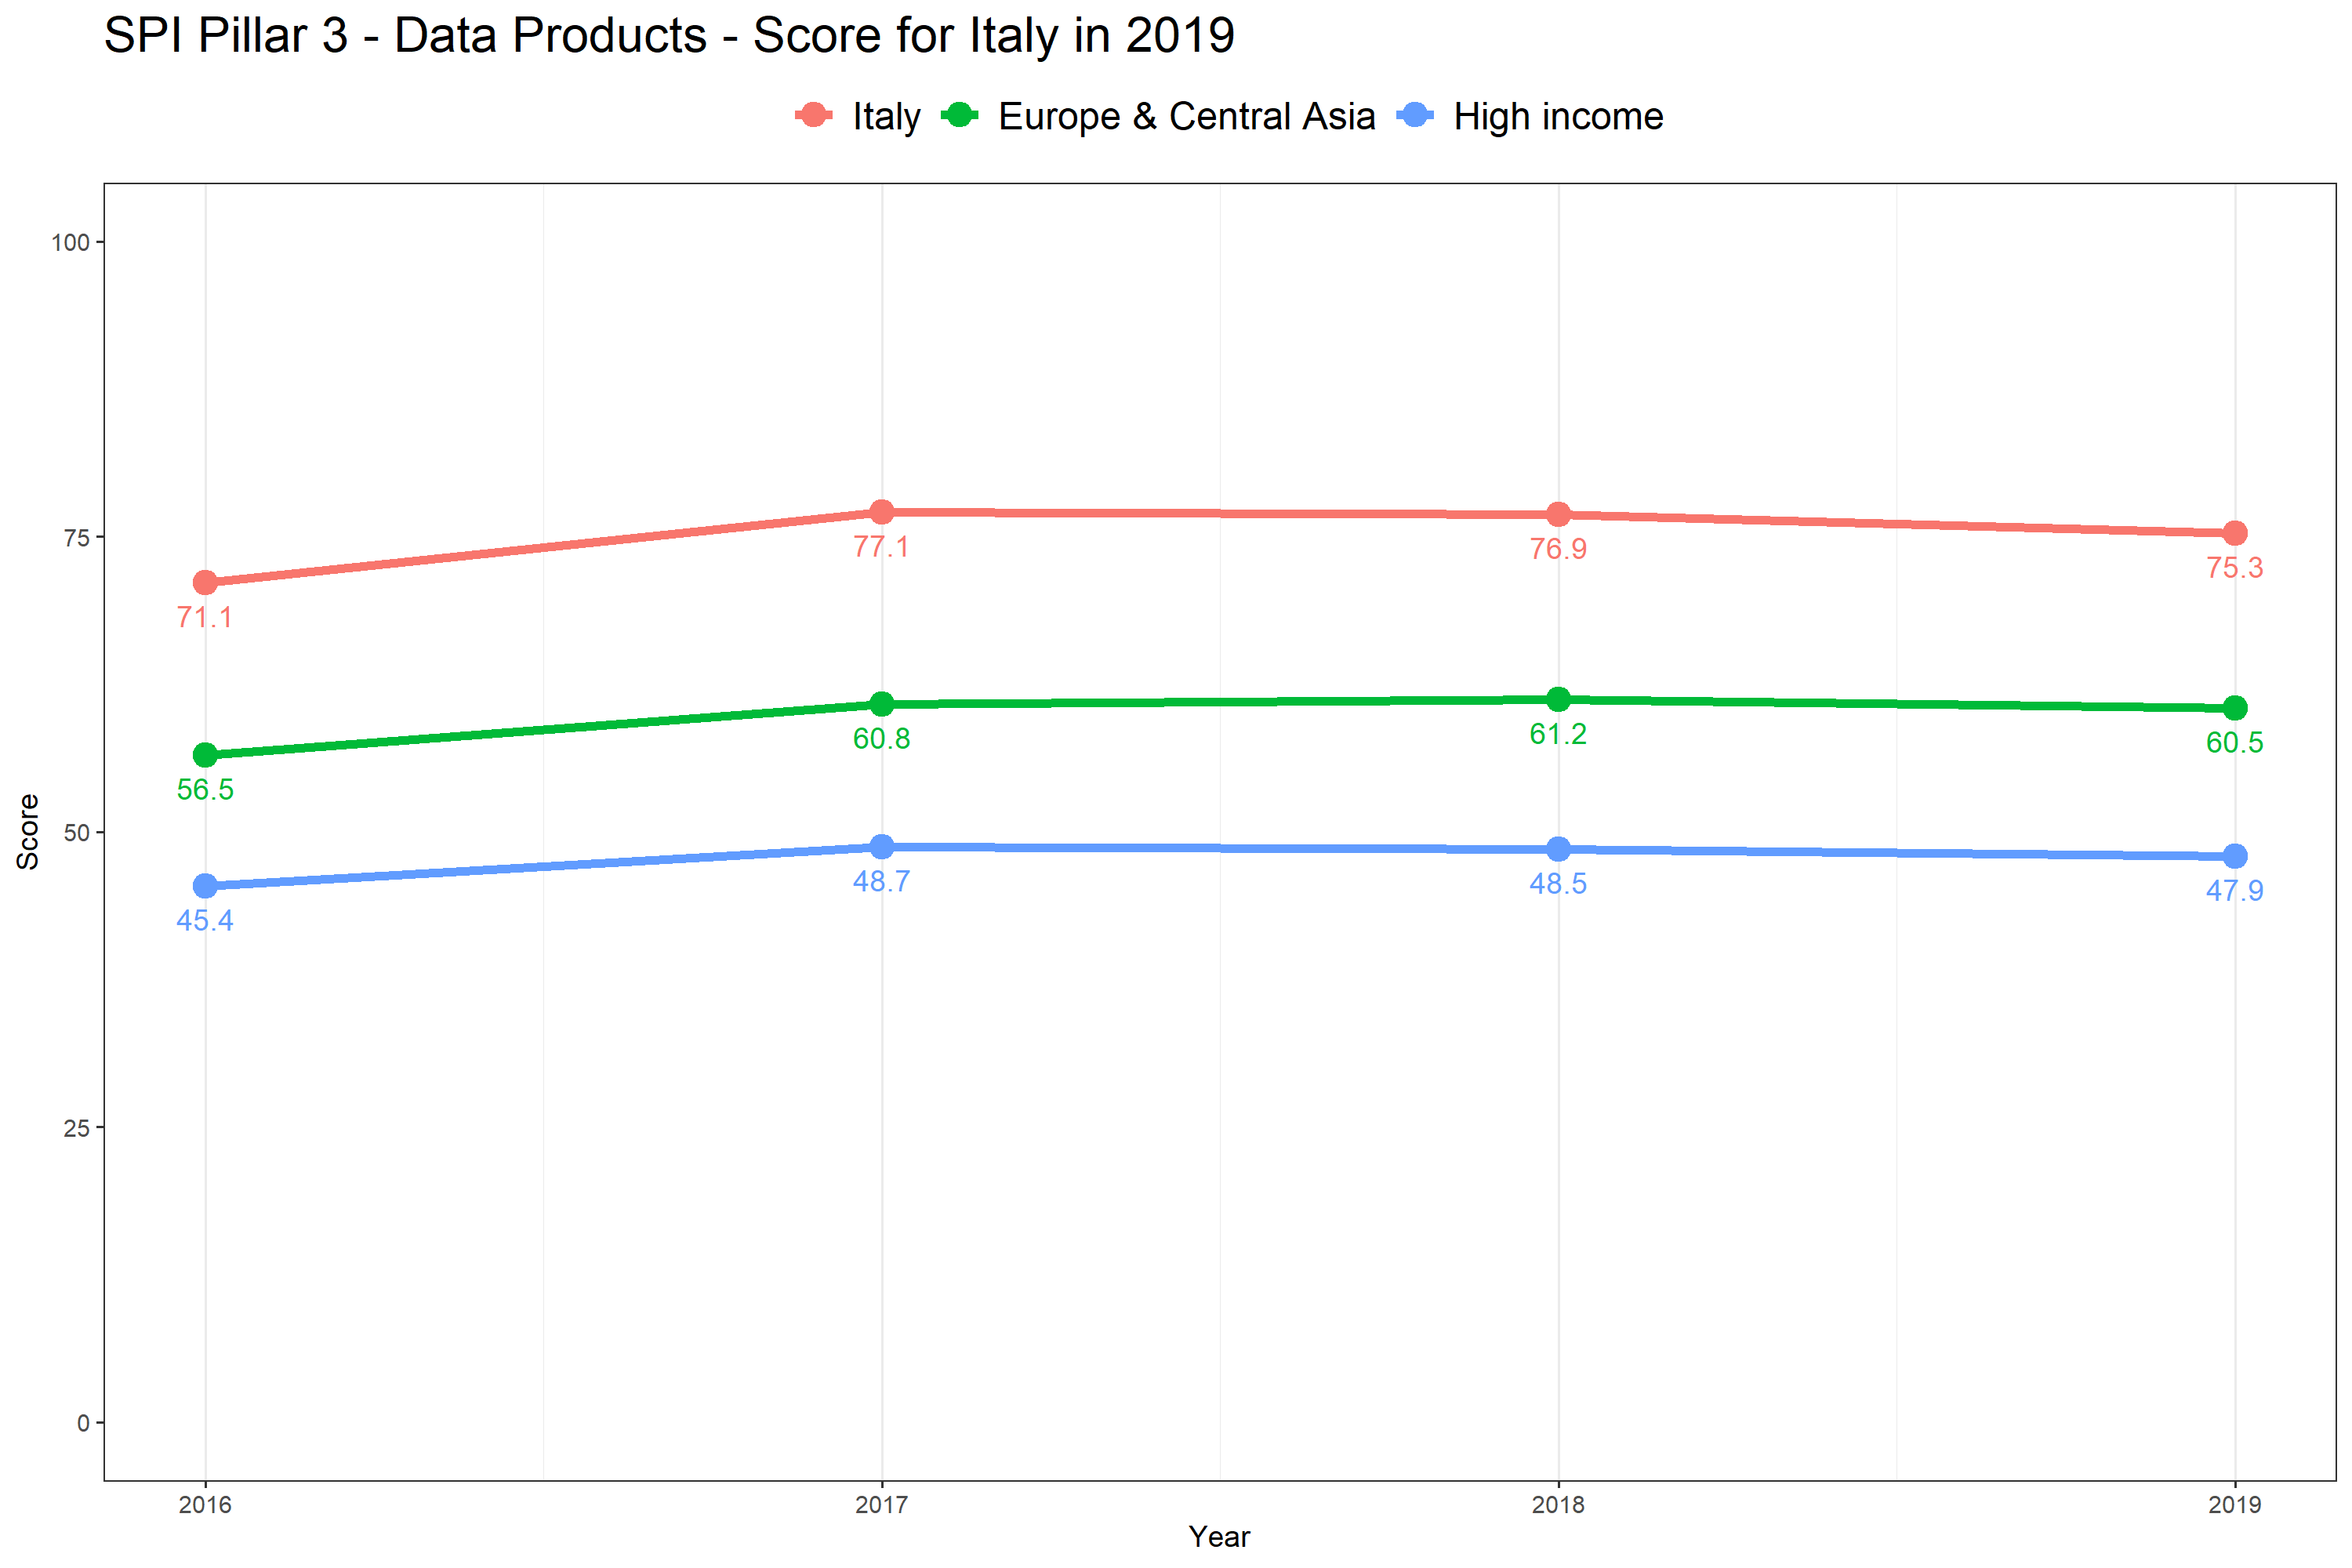 SPI Pillar 3 - Data Products - Score for Italy in 2019
Italy Europe & Central Asia High income
100
75
50
25
0
Score
71.1 77.1 76.9 75.3
56.5 60.8 61.2 60.5
45.4 48.7 48.5 47.9
2016 2017 2018 2019
Year